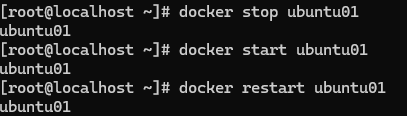 [root@localhost ~]# docker stop ubuntu01
ubuntu01
[root@localhost ~]# docker start ubuntu01
ubuntu01
[root@localhost ~]# docker restart ubuntu01
ubuntu01